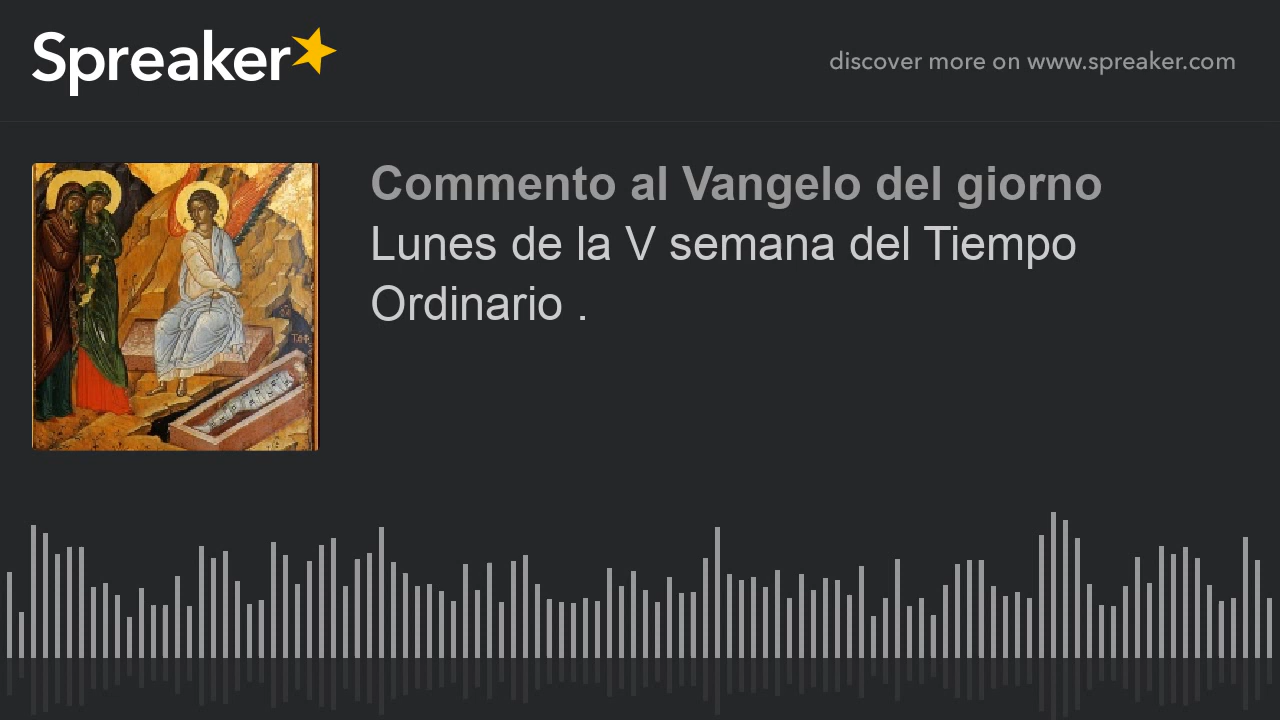 Spreaker
discover more on www.spreaker.com
Commento al Vangelo del giorno
Lunes de la V semana del Tiempo
Ordinario .